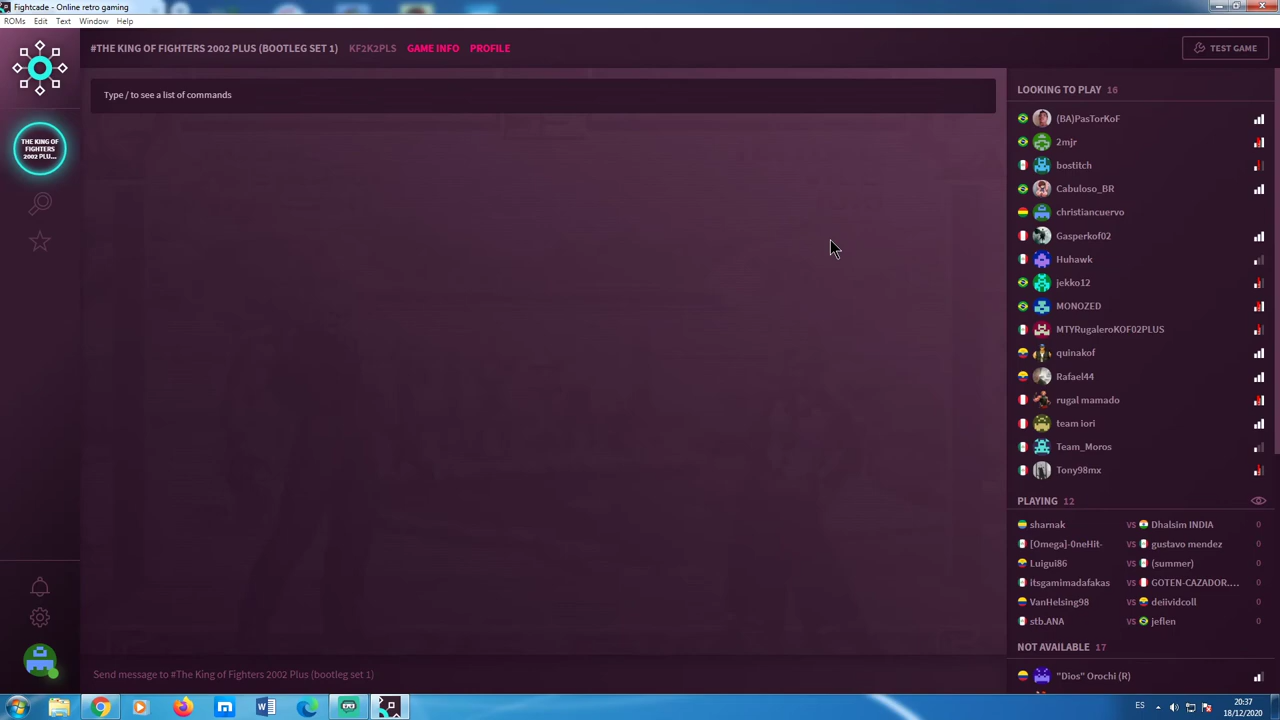 Fightcade - Online retro gaming
ROMs Edit Text Window Help
#THE KING OF FIGHTERS 2002 PLUS (BOOTLEG SET 1) KF2K2PLS GAME INFO PROFILE
TEST GAME
Type / to see a list of commands
THE KING OF
FIGHTERS
2002 PLU...
LOOKING TO PLAY 16
(BA)PasTorKoF
2mjr
bostitch
Cabuloso_BR
christiancuervo
Gasperkof02
Huhawk
jekko12
MONOZED
MTYRugaleroKOF02PLUS
quinakof
Rafael44
rugal mamado
team iori
Team_Moros
Tony98mx
PLAYING 12
sharnak VS Dhalsim INDIA 0
[Omega]-0neHit- VS gustavo mendez 0
Luigui86 VS (summer) 0
itsgamimadafakas VS GOTEN-CAZADOR.... 0
VanHelsing98 VS deiividcoll 0
stb.ANA VS jeflen 0
NOT AVAILABLE 17
"Dios" Orochi (R)
Send message to #The King of Fighters 2002 Plus (bootleg set 1)
ES
20:37
18/12/2020